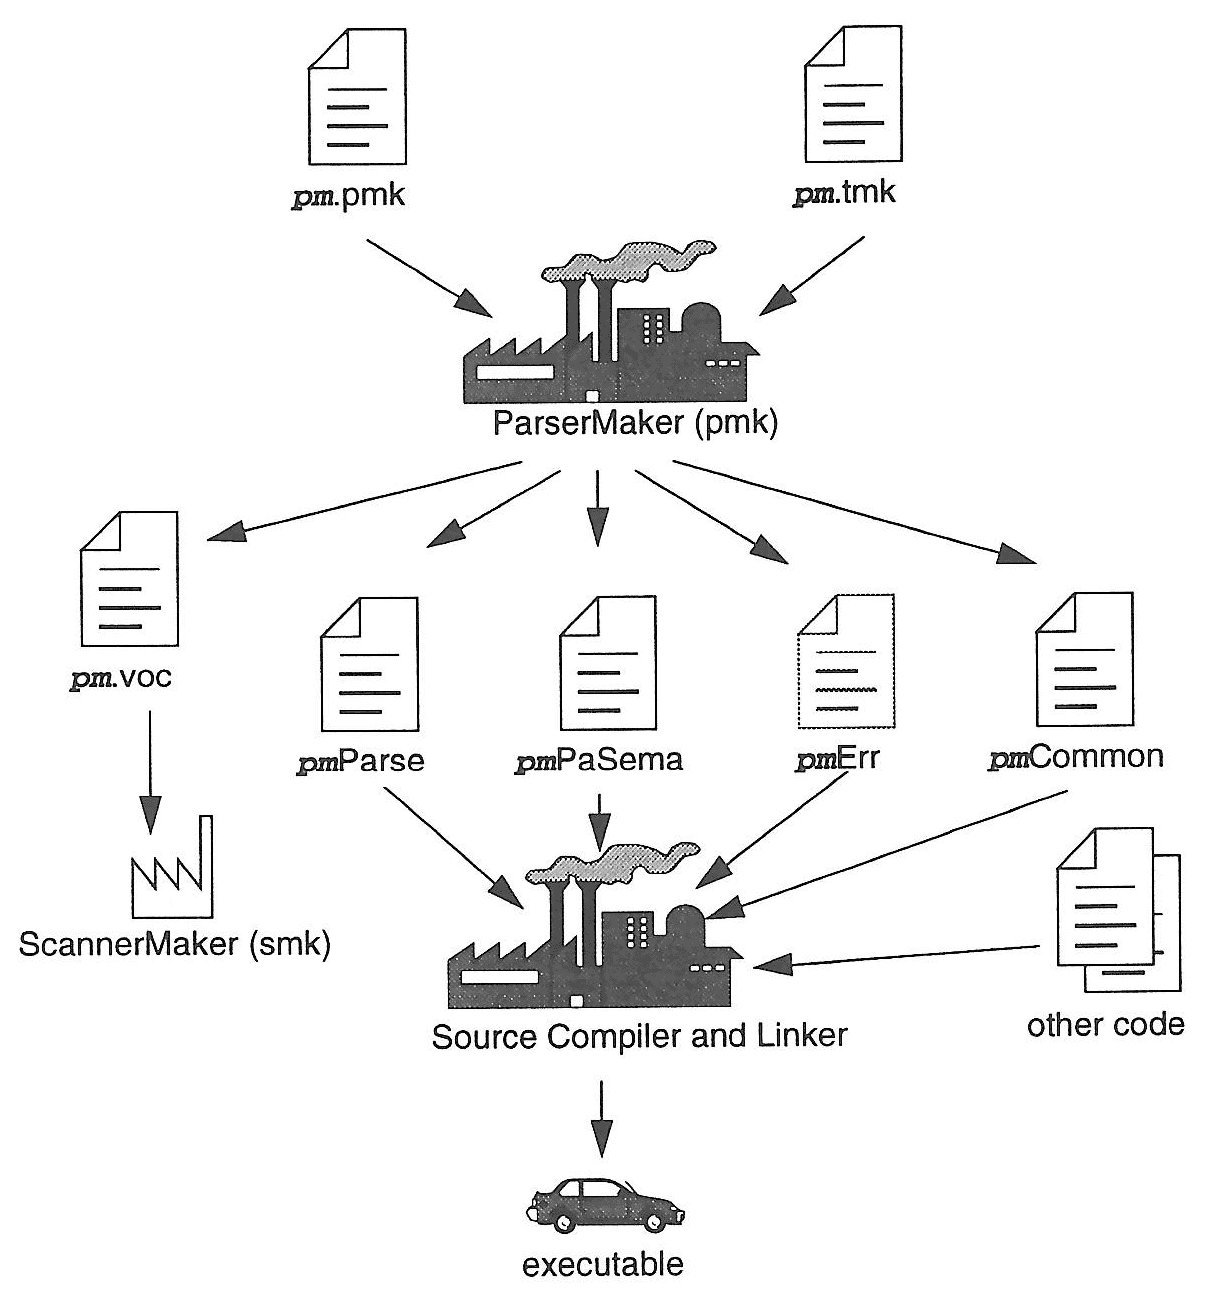 pm.pmk
pm.tmk
ParserMaker (pmk)
pm.voc
pmParse
pmPaSema
pmErr
pmCommon
ScannerMaker (smk)
Source Compiler and Linker
other code
executable